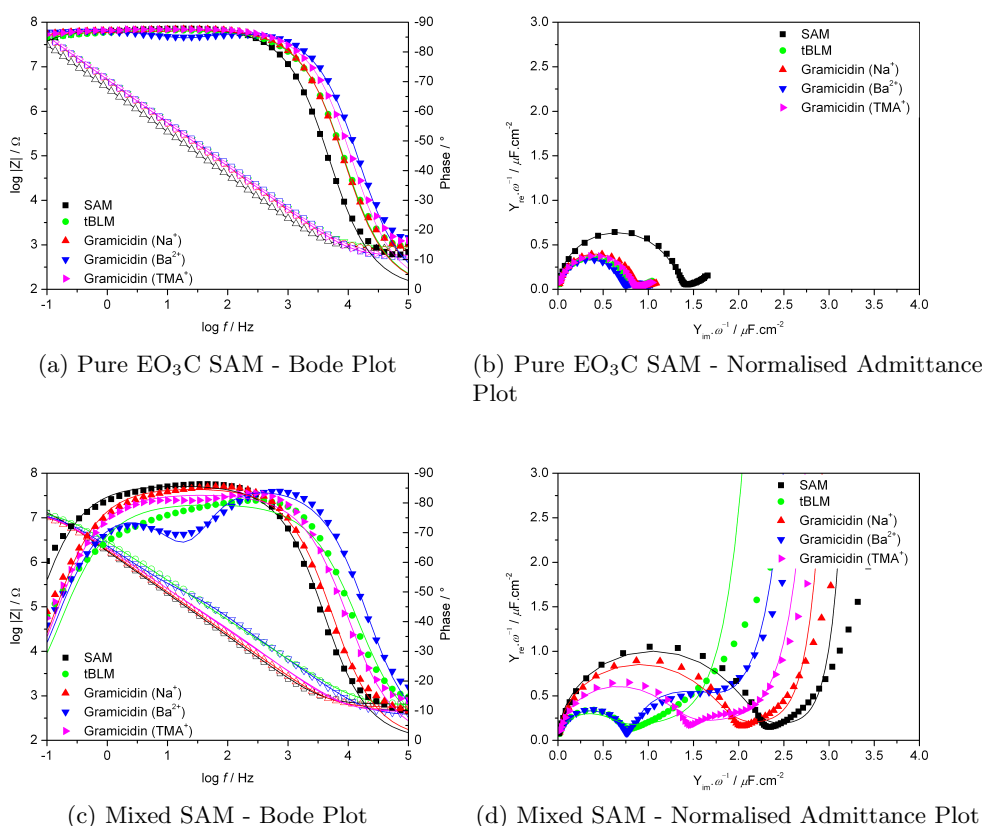 8
7
6
5
4
3
2
-1
0
1
2
3
4
5
-90
-80
-70
-60
-50
-40
-30
-20
-10
0
log |Z| / Ω
Phase / °
log f / Hz
SAM
tBLM
Gramicidin (Na⁺)
Gramicidin (Ba²⁺)
Gramicidin (TMA⁺)
(a) Pure EO₃C SAM - Bode Plot
3.0
2.5
2.0
1.5
1.0
0.5
0.0
0.0
0.5
1.0
1.5
2.0
2.5
3.0
3.5
4.0
Y_re.ω⁻¹ / μF.cm⁻²
Y_im.ω⁻¹ / μF.cm⁻²
SAM
tBLM
Gramicidin (Na⁺)
Gramicidin (Ba²⁺)
Gramicidin (TMA⁺)
(b) Pure EO₃C SAM - Normalised Admittance
Plot
8
7
6
5
4
3
2
-1
0
1
2
3
4
5
-90
-80
-70
-60
-50
-40
-30
-20
-10
0
log |Z| / Ω
Phase / °
log f / Hz
SAM
tBLM
Gramicidin (Na⁺)
Gramicidin (Ba²⁺)
Gramicidin (TMA⁺)
(c) Mixed SAM - Bode Plot
3.0
2.5
2.0
1.5
1.0
0.5
0.0
0.0
0.5
1.0
1.5
2.0
2.5
3.0
3.5
4.0
Y_re.ω⁻¹ / μF.cm⁻²
Y_im.ω⁻¹ / μF.cm⁻²
SAM
tBLM
Gramicidin (Na⁺)
Gramicidin (Ba²⁺)
Gramicidin (TMA⁺)
(d) Mixed SAM - Normalised Admittance Plot